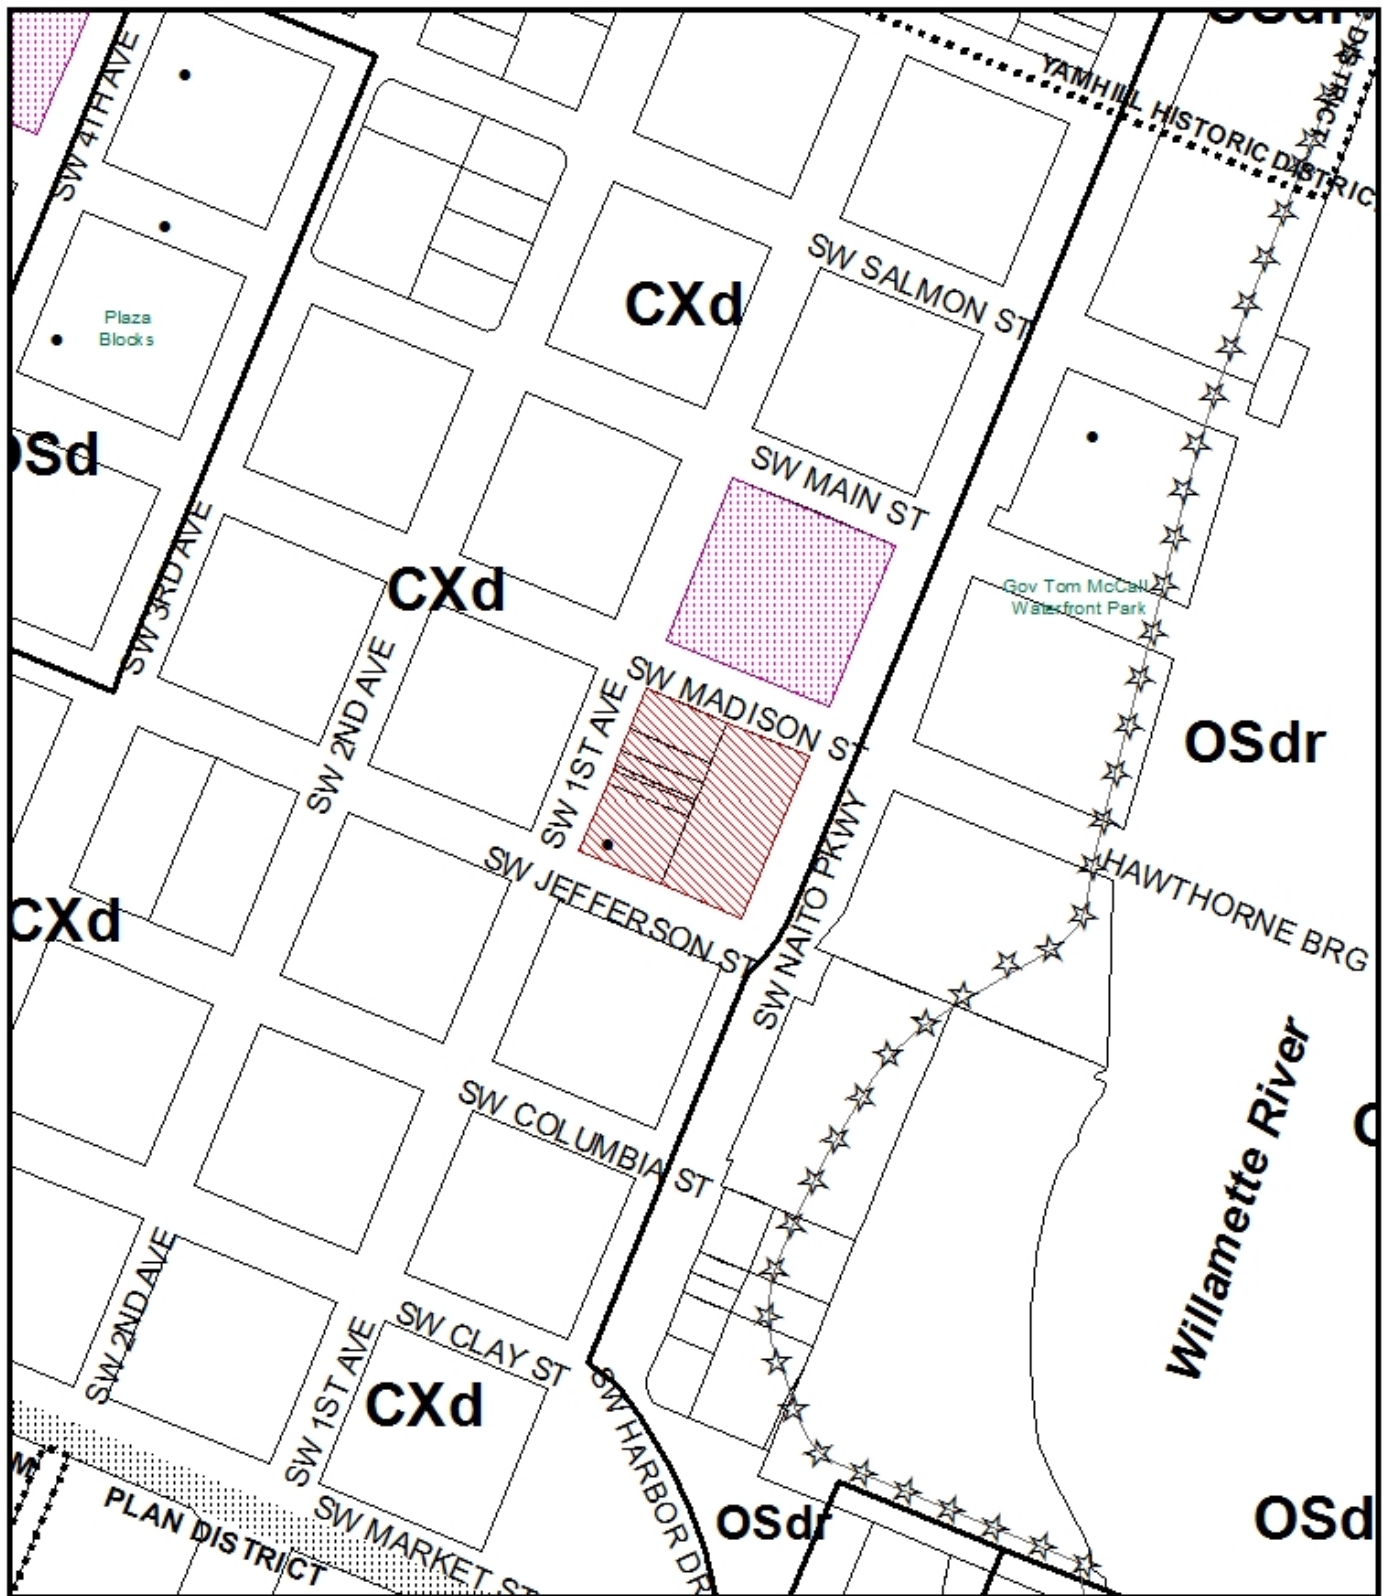 SW 4TH AVE
YAMHILL HISTORIC DISTRIC
DISTRICT
SW SALMON ST
CXd
Plaza
Blocks
OSd
SW MAIN ST
SW 3RD AVE
CXd
Gov Tom McCall
Waterfront Park
SW MADISON ST
SW 2ND AVE
SW 1ST AVE
OSdr
SW NAITO PKWY
SW JEFFERSON ST
HAWTHORNE BRG
CXd
Willamette River
SW COLUMBIA ST
SW 2ND AVE
SW CLAY ST
SW 1ST AVE
CXd
SW HARBOR DR
OSdr
OSd
M
PLAN DISTRICT
SW MARKET ST